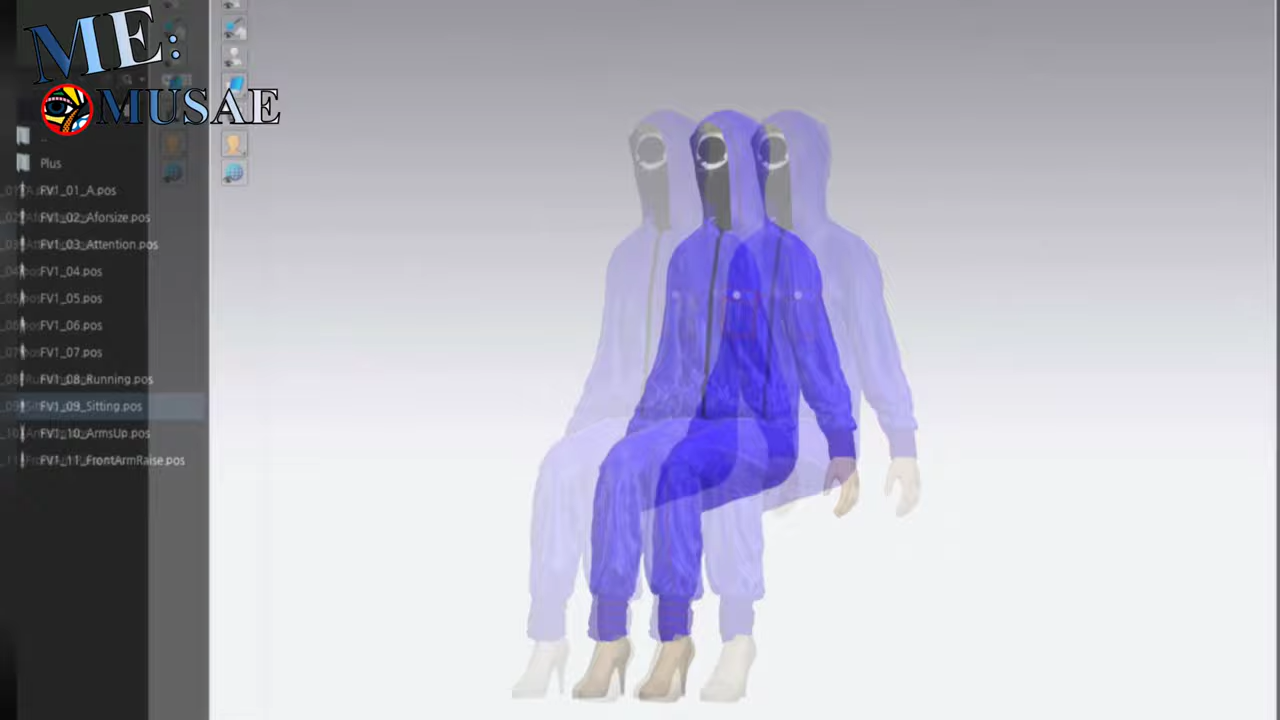 ME:
MUSAE
..
Plus
FV1_01_A.pos
FV1_02_Aforsize.pos
FV1_03_Attention.pos
FV1_04.pos
FV1_05.pos
FV1_06.pos
FV1_07.pos
FV1_08_Running.pos
FV1_09_Sitting.pos
FV1_10_ArmsUp.pos
FV1_11_FrontArmRaise.pos